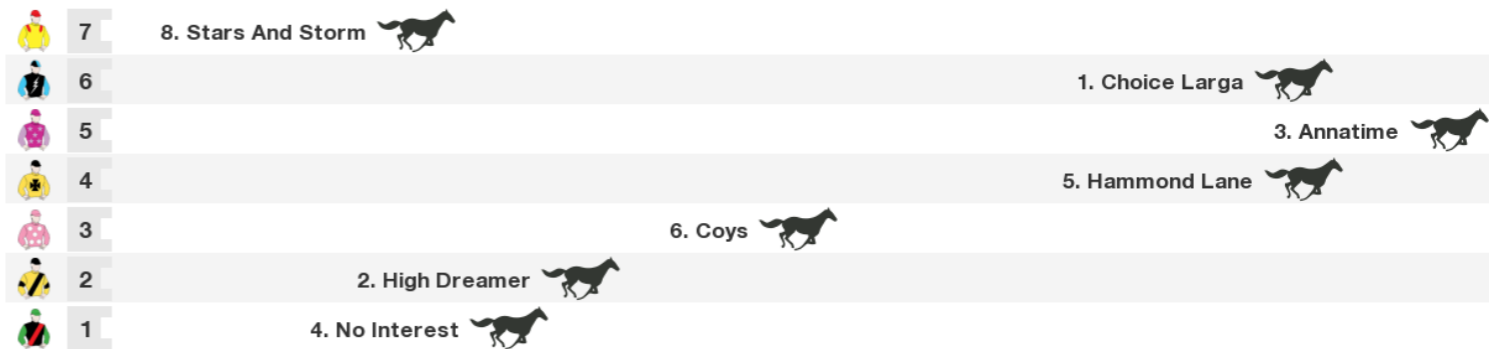 7 8. Stars And Storm
6 1. Choice Larga
5 3. Annatime
4 5. Hammond Lane
3 6. Coys
2 2. High Dreamer
1 4. No Interest